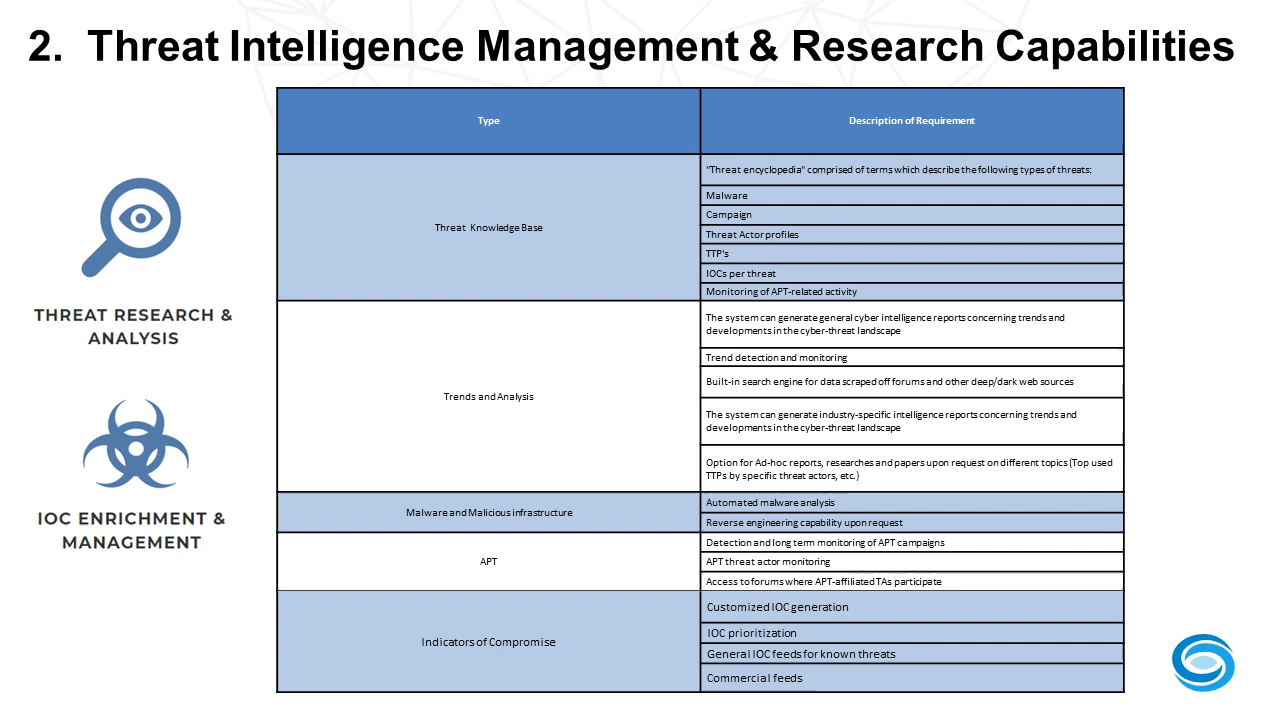 2. Threat Intelligence Management & Research Capabilities
THREAT RESEARCH &
ANALYSIS
IOC ENRICHMENT &
MANAGEMENT
Type
Description of Requirement
Threat Knowledge Base
"Threat encyclopedia" comprised of terms which describe the following types of threats:
Malware
Campaign
Threat Actor profiles
TTP's
IOCs per threat
Monitoring of APT-related activity
Trends and Analysis
The system can generate general cyber intelligence reports concerning trends and
developments in the cyber-threat landscape
Trend detection and monitoring
Built-in search engine for data scraped off forums and other deep/dark web sources
The system can generate industry-specific intelligence reports concerning trends and
developments in the cyber-threat landscape
Option for Ad-hoc reports, researches and papers upon request on different topics (Top used
TTPs by specific threat actors, etc.)
Malware and Malicious infrastructure
Automated malware analysis
Reverse engineering capability upon request
APT
Detection and long term monitoring of APT campaigns
APT threat actor monitoring
Access to forums where APT-affiliated TAs participate
Indicators of Compromise
Customized IOC generation
IOC prioritization
General IOC feeds for known threats
Commercial feeds